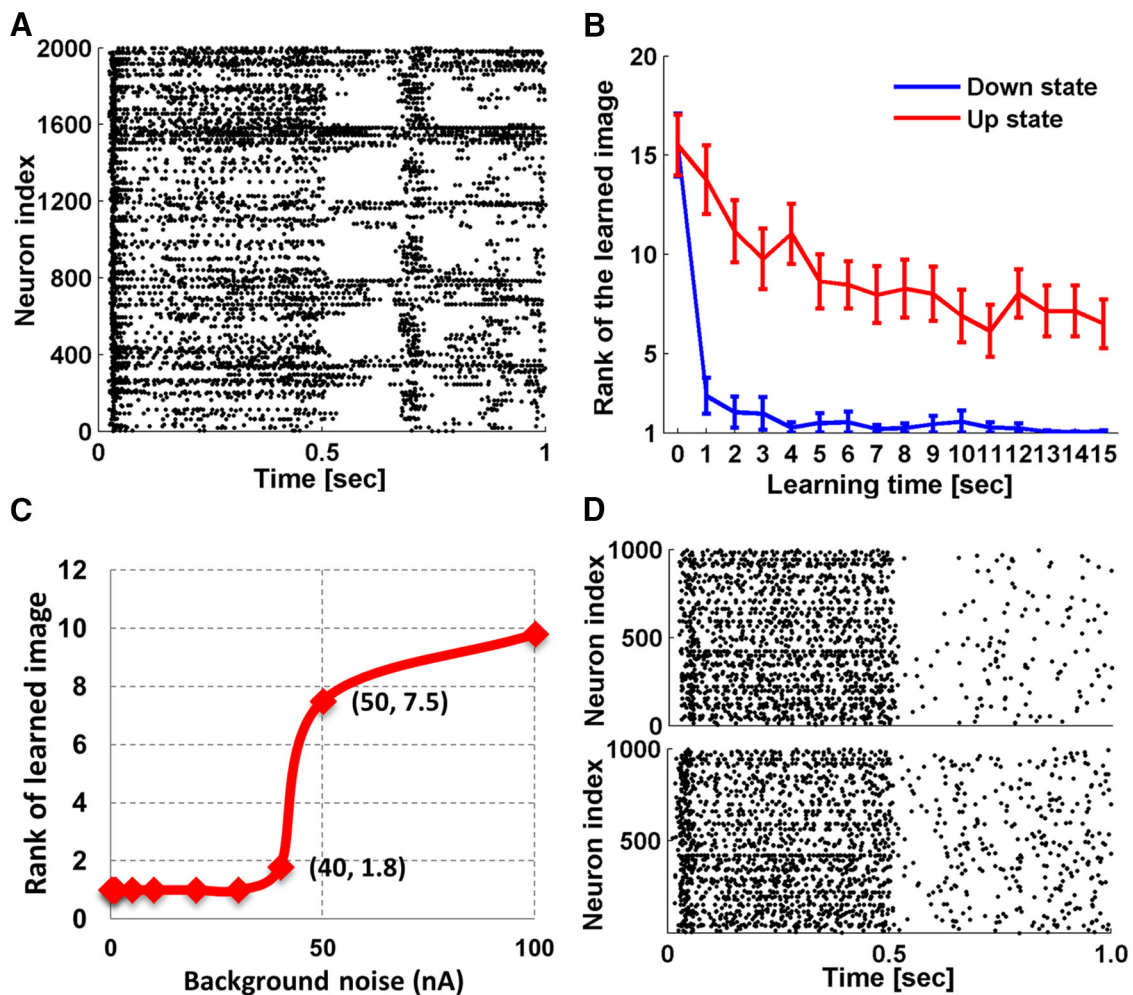 A
2000
1600
1200
800
400
0
Neuron index
0.5
1
Time [sec]
B
20
15
10
5
1
Rank of the learned image
Down state
Up state
0 1 2 3 4 5 6 7 8 9 10 11 12 13 14 15
Learning time [sec]
C
12
10
8
6
4
2
0
Rank of learned image
(50, 7.5)
(40, 1.8)
0 50 100
Background noise (nA)
D
1000
500
0
Neuron index
1000
500
Neuron index
0 0.5 1.0
Time [sec]